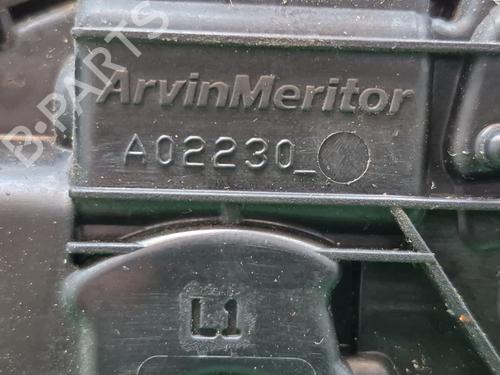 B-PARTS
ArvinMeritor
A02230_
L1